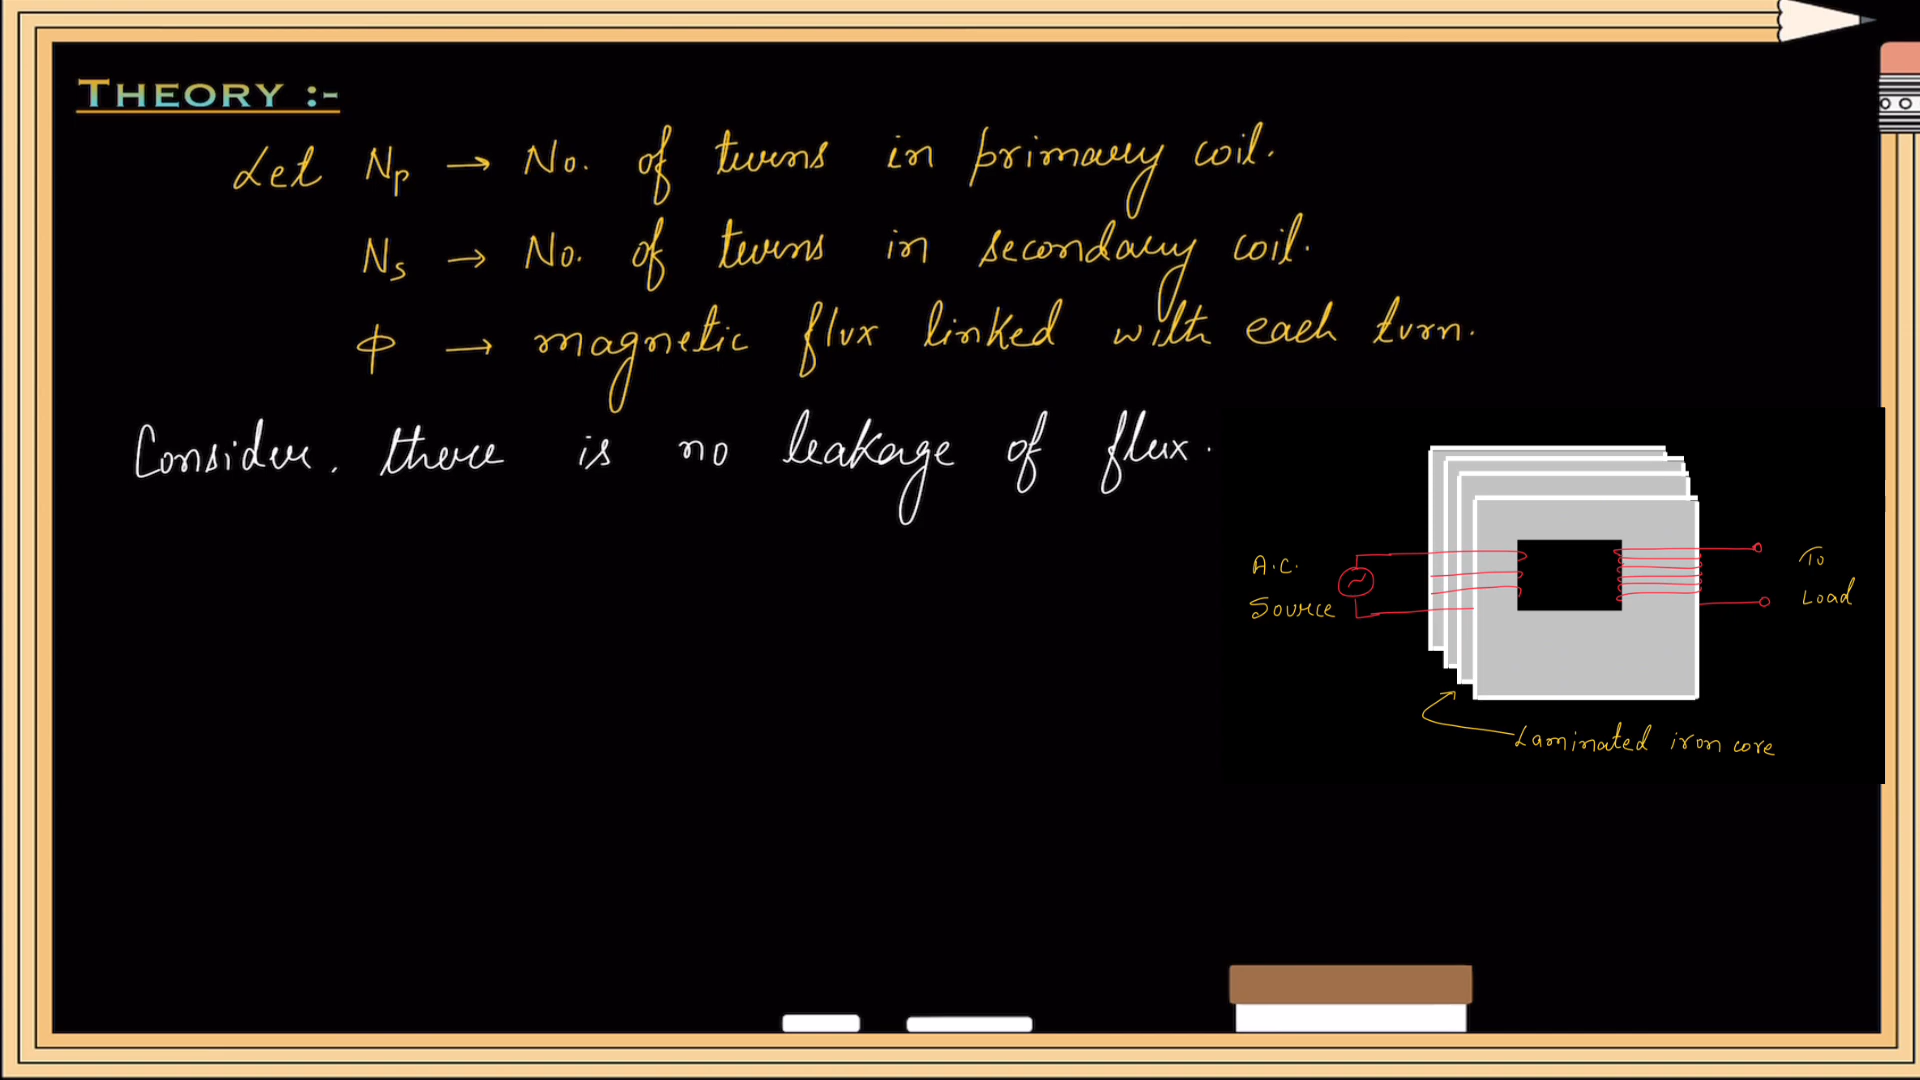 THEORY :-
Let Np → No. of turns in primary coil.
Ns → No. of turns in secondary coil.
ϕ → magnetic flux linked with each turn.
Consider, there is no leakage of flux.
A.C.
Source
To
Load
Laminated iron core